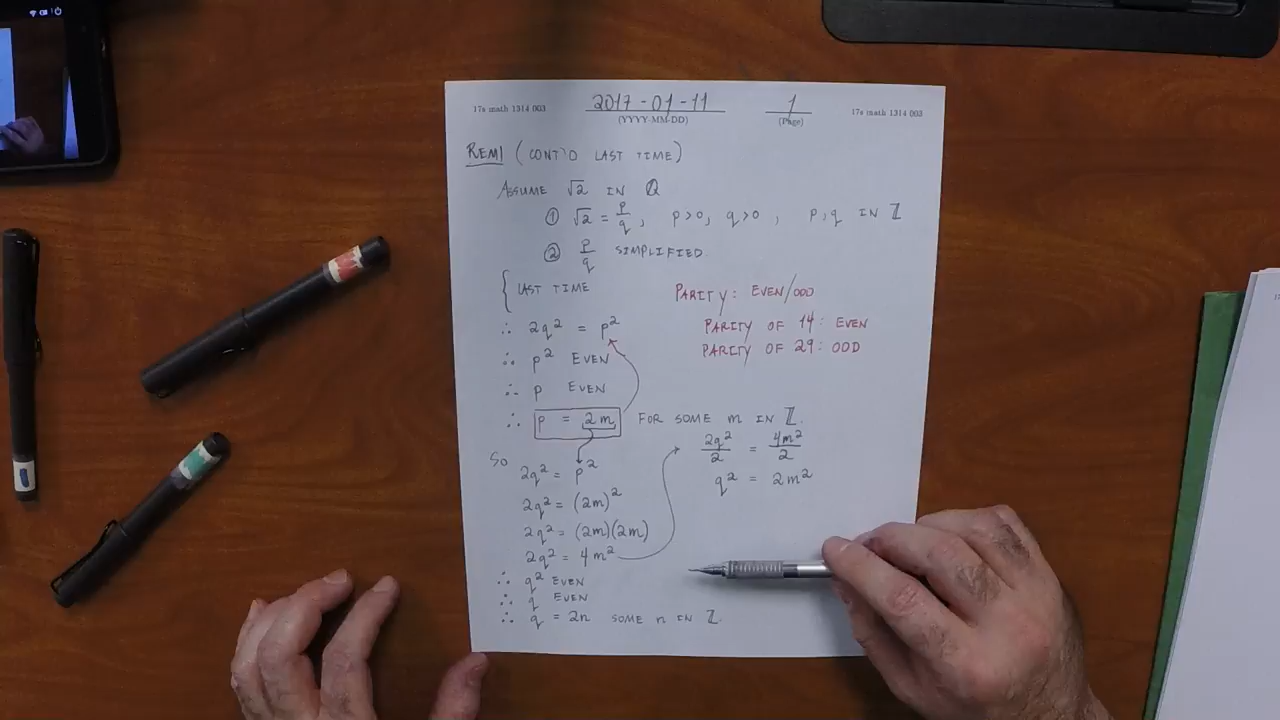 17s math 1314 003 2017-01-11 1 17s math 1314 003
(YYYY-MM-DD) (Page)
REM (CONT'D LAST TIME)
ASSUME √2 IN ℚ
① √2 = p/q, p>0, q>0, p,q IN ℤ
② p/q SIMPLIFIED.
{ LAST TIME
PARITY: EVEN/ODD
PARITY OF 14: EVEN
PARITY OF 29: ODD
∴ 2q² = p²
∴ p² EVEN
∴ p EVEN
∴ p = 2m FOR SOME m IN ℤ.
So
2q² = p²
2q² = (2m)²
2q² = (2m)(2m)
2q² = 4m²
2q²/2 = 4m²/2
q² = 2m²
∴ q² EVEN
∴ q EVEN
∴ q = 2n SOME n IN ℤ.